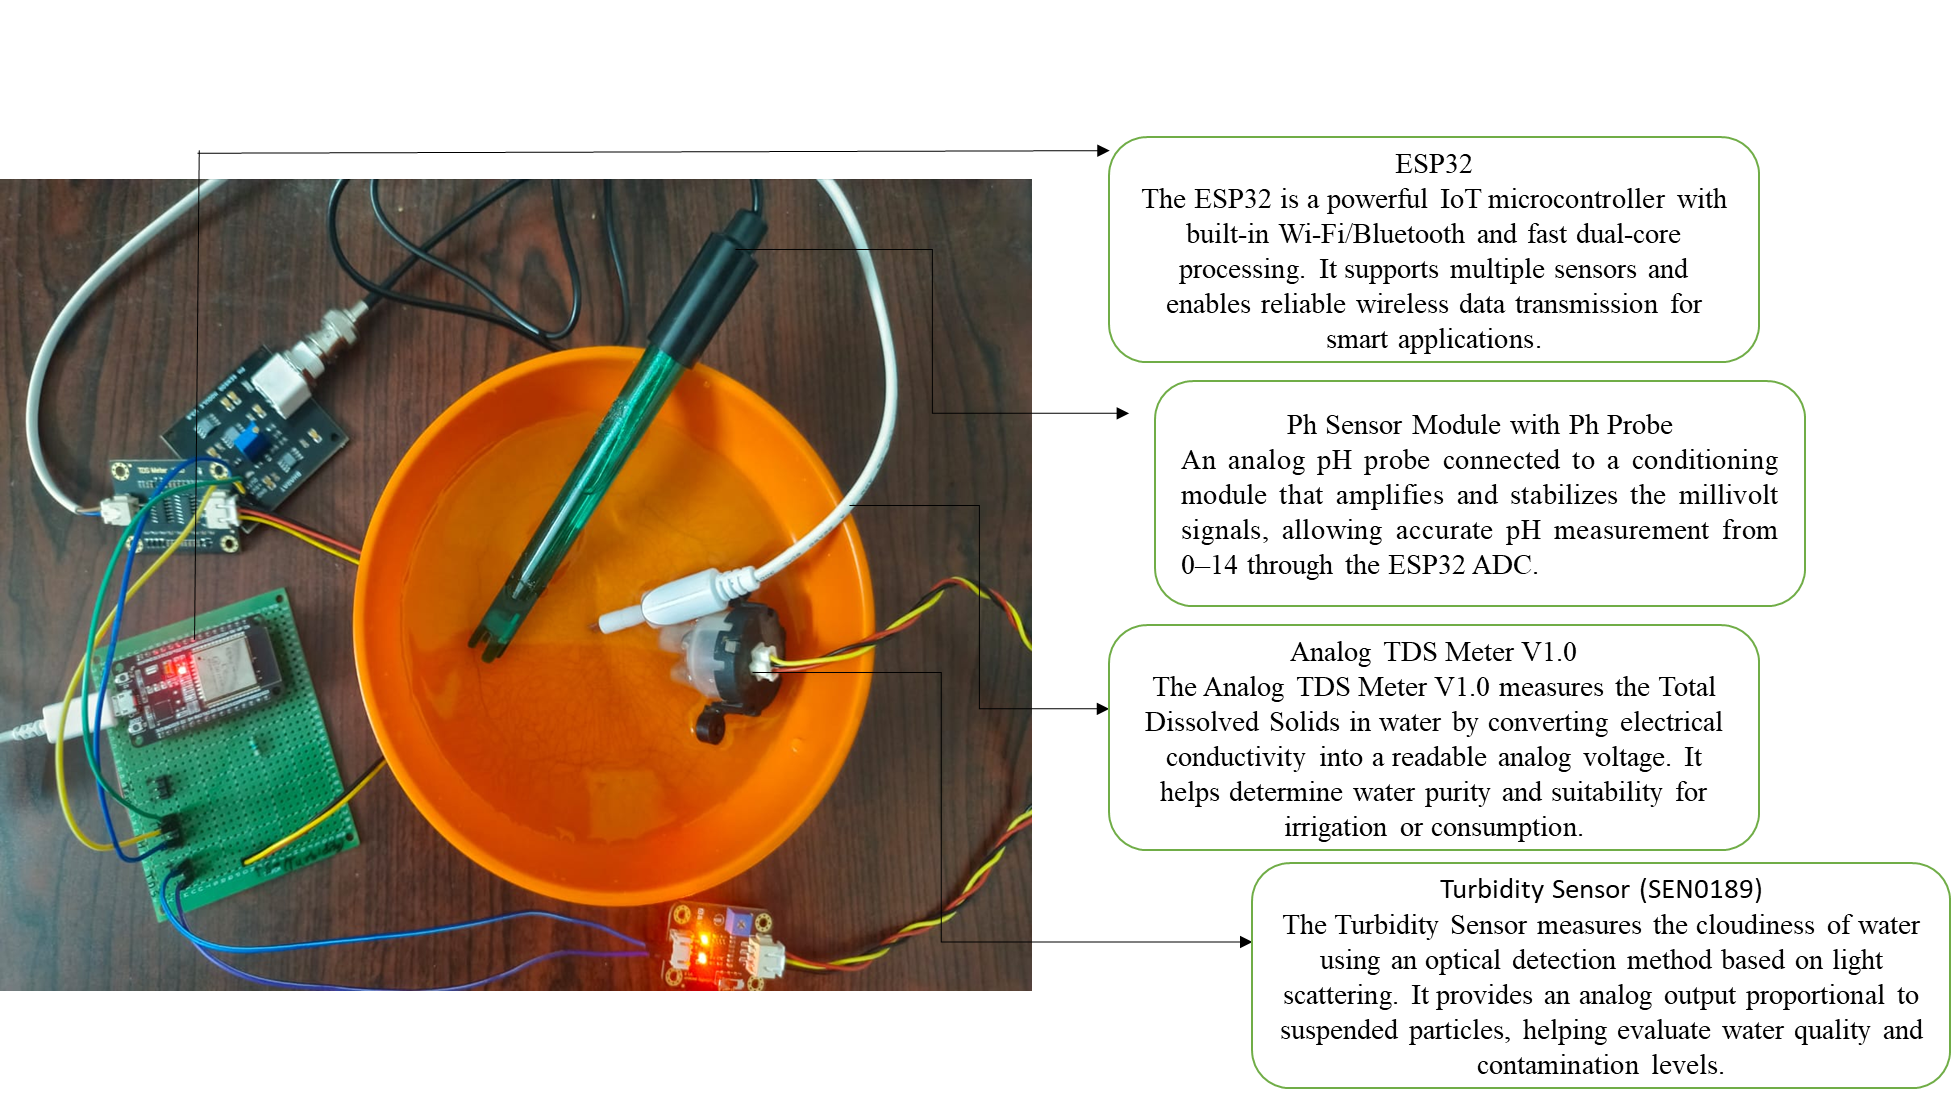 ESP32
The ESP32 is a powerful IoT microcontroller with
built-in Wi-Fi/Bluetooth and fast dual-core
processing. It supports multiple sensors and
enables reliable wireless data transmission for
smart applications.
Ph Sensor Module with Ph Probe
An analog pH probe connected to a conditioning
module that amplifies and stabilizes the millivolt
signals, allowing accurate pH measurement from
0–14 through the ESP32 ADC.
TDS Meter
Analog TDS Meter V1.0
The Analog TDS Meter V1.0 measures the Total
Dissolved Solids in water by converting electrical
conductivity into a readable analog voltage. It
helps determine water purity and suitability for
irrigation or consumption.
Turbidity Sensor (SEN0189)
The Turbidity Sensor measures the cloudiness of water
using an optical detection method based on light
scattering. It provides an analog output proportional to
suspended particles, helping evaluate water quality and
contamination levels.